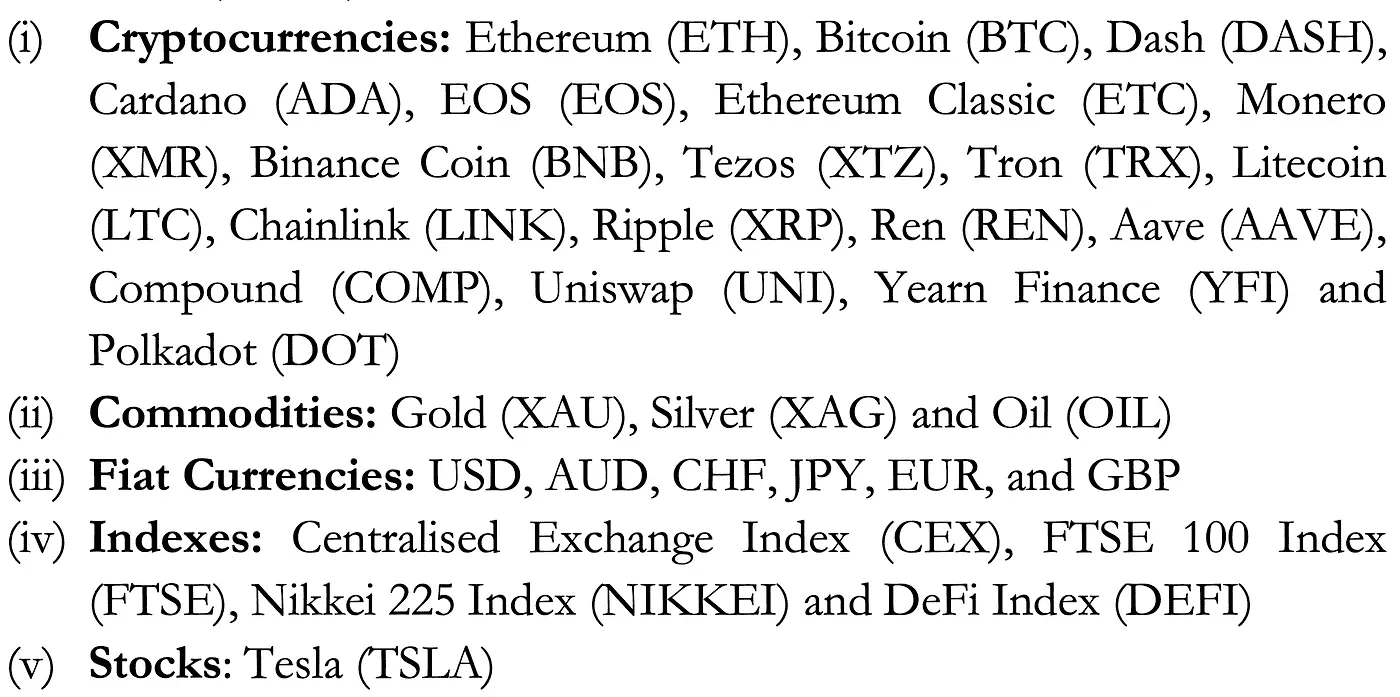 (i) Cryptocurrencies: Ethereum (ETH), Bitcoin (BTC), Dash (DASH),
Cardano (ADA), EOS (EOS), Ethereum Classic (ETC), Monero
(XMR), Binance Coin (BNB), Tezos (XTZ), Tron (TRX), Litecoin
(LTC), Chainlink (LINK), Ripple (XRP), Ren (REN), Aave (AAVE),
Compound (COMP), Uniswap (UNI), Yearn Finance (YFI) and
Polkadot (DOT)
(ii) Commodities: Gold (XAU), Silver (XAG) and Oil (OIL)
(iii) Fiat Currencies: USD, AUD, CHF, JPY, EUR, and GBP
(iv) Indexes: Centralised Exchange Index (CEX), FTSE 100 Index
(FTSE), Nikkei 225 Index (NIKKEI) and DeFi Index (DEFI)
(v) Stocks: Tesla (TSLA)